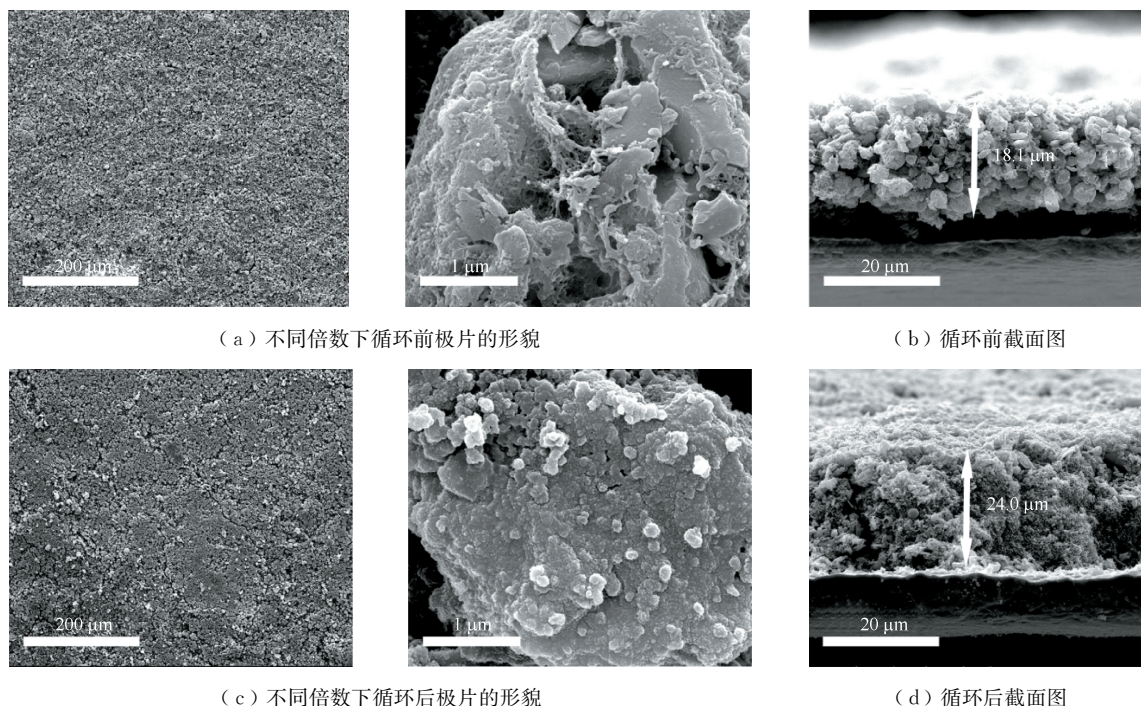 200 μm
1 μm
18.1 μm
20 μm
（a）不同倍数下循环前极片的形貌
（b）循环前截面图
200 μm
1 μm
24.0 μm
20 μm
（c）不同倍数下循环后极片的形貌
（d）循环后截面图